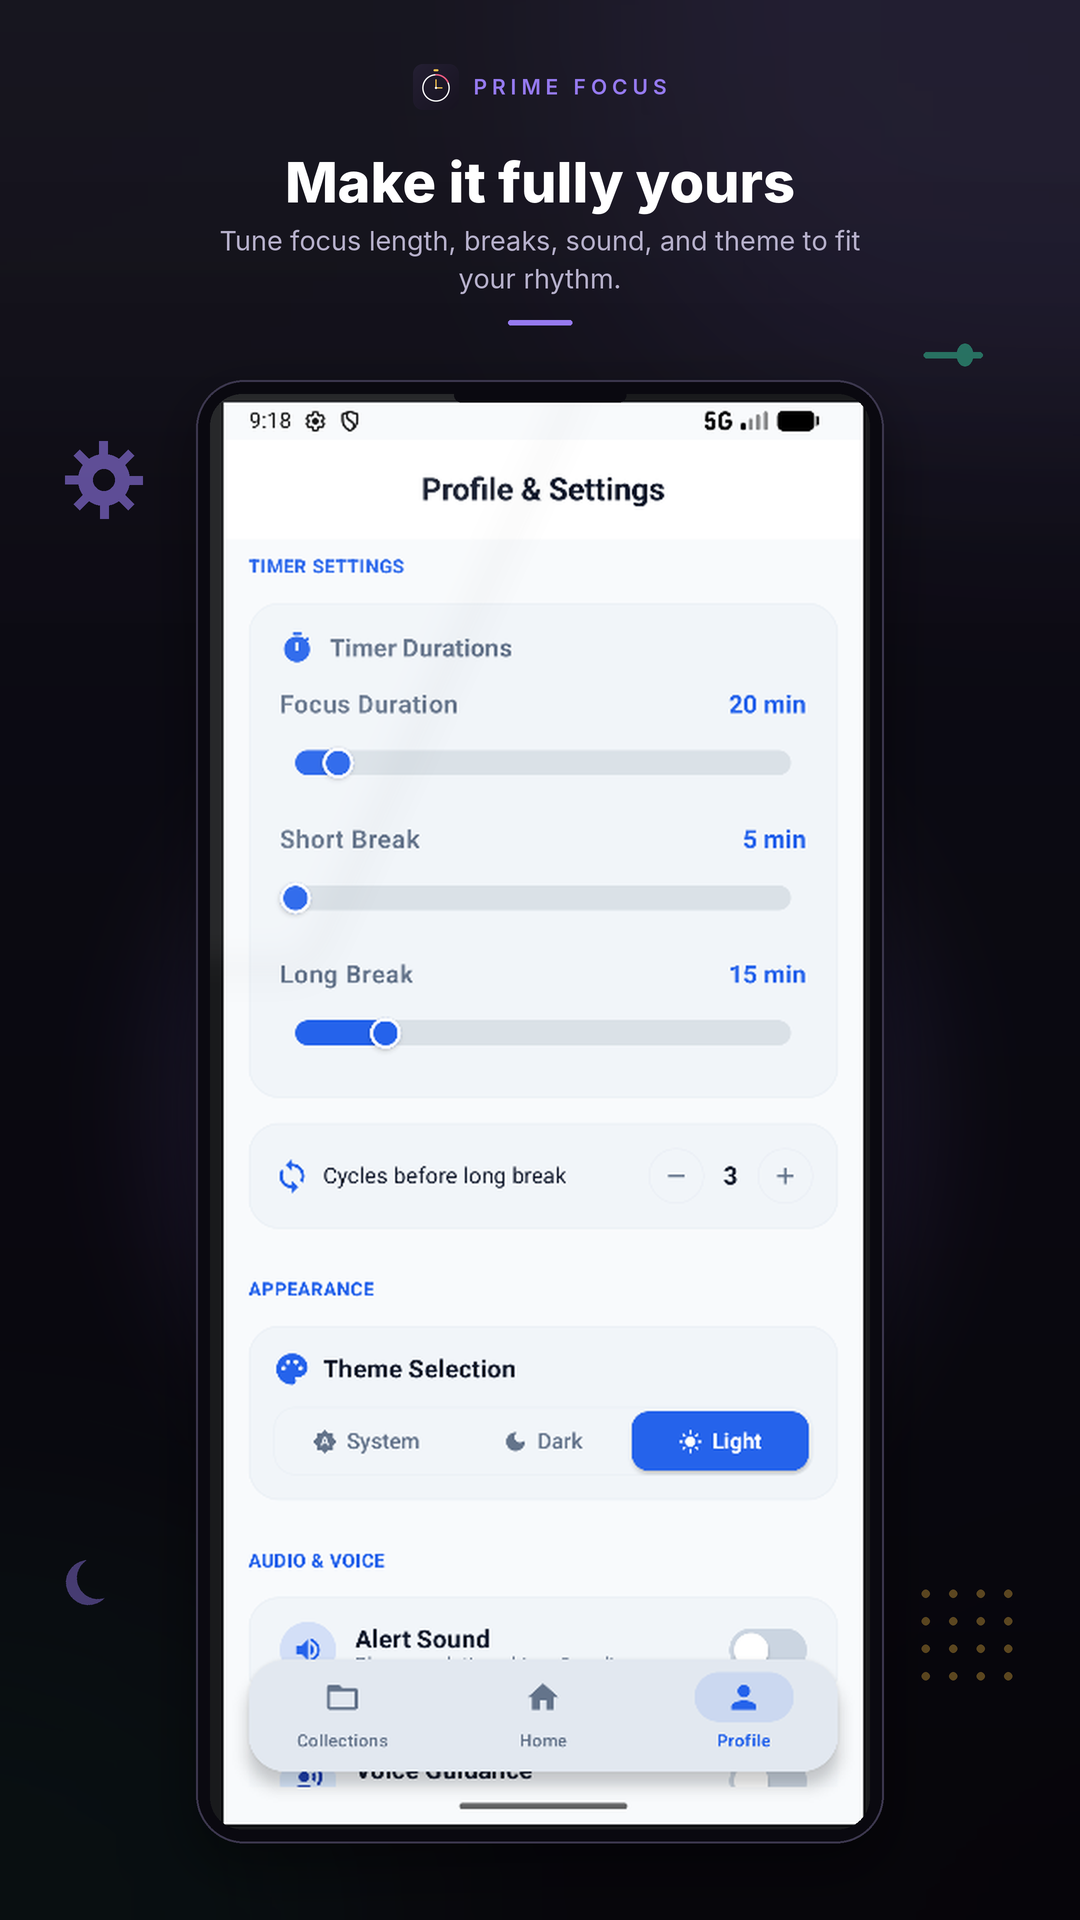 PRIME FOCUS
Make it fully yours
Tune focus length, breaks, sound, and theme to fit
your rhythm.
9:18
5G
Profile & Settings
TIMER SETTINGS
Timer Durations
Focus Duration
20 min
Short Break
5 min
Long Break
15 min
Cycles before long break
− 3 +
APPEARANCE
Theme Selection
System
Dark
Light
AUDIO & VOICE
Alert Sound
Collections
Home
Profile
Voice Guidance